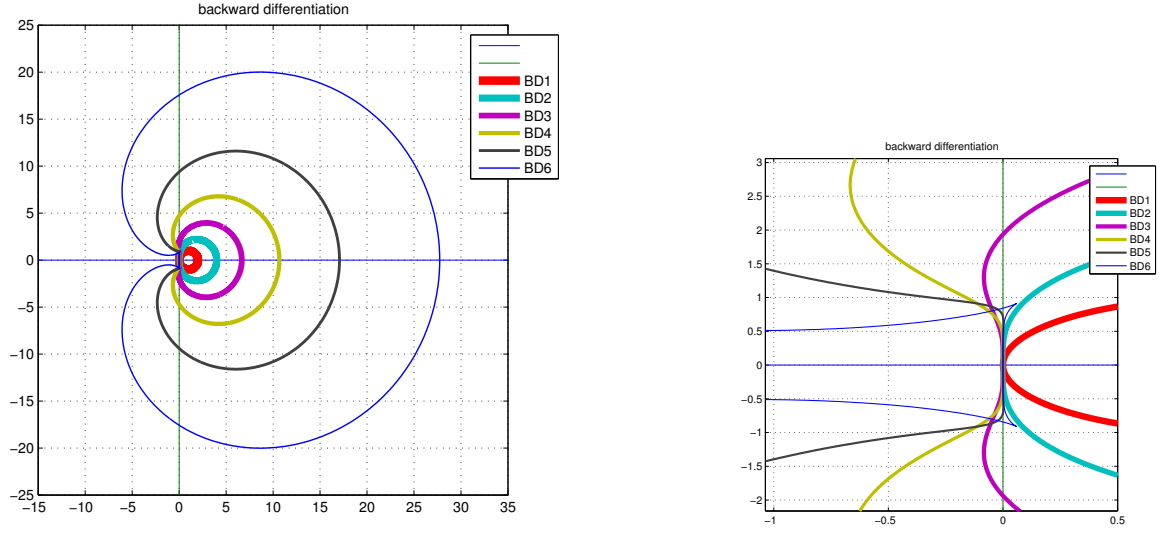 backward differentiation
25
20
15
10
5
0
−5
−10
−15
−20
−25
−15 −10 −5 0 5 10 15 20 25 30 35
BD1
BD2
BD3
BD4
BD5
BD6
backward differentiation
3
2.5
2
1.5
1
0.5
0
−0.5
−1
−1.5
−2
−1 −0.5 0 0.5
BD1
BD2
BD3
BD4
BD5
BD6